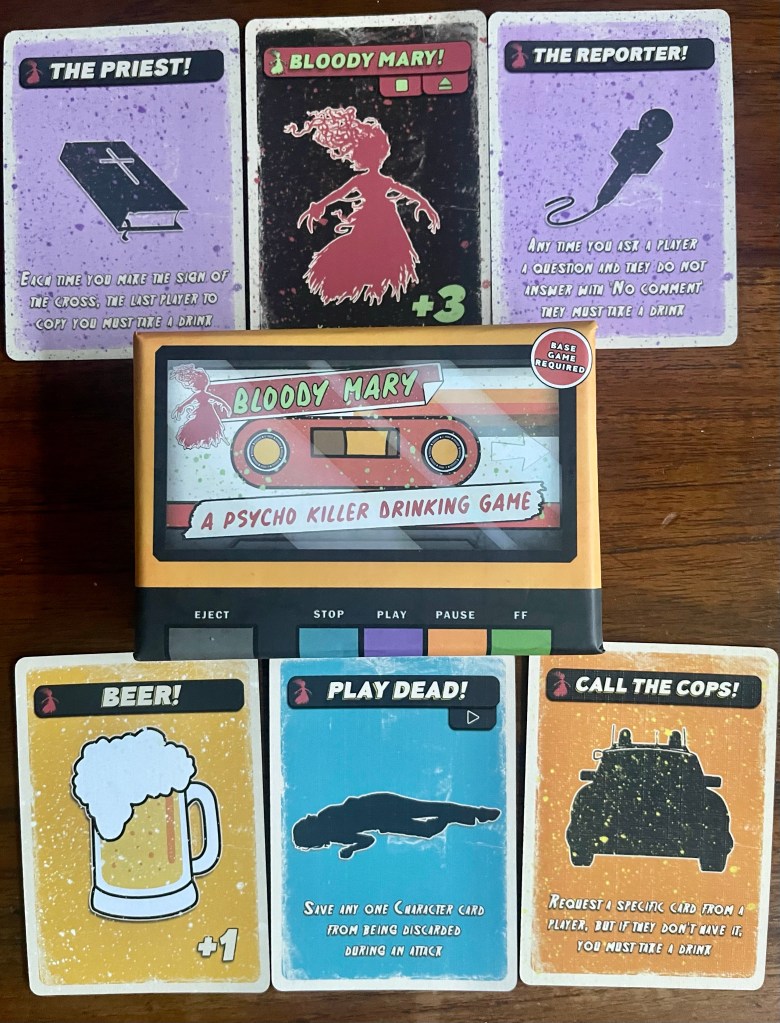 THE PRIEST!
EACH TIME YOU MAKE THE SIGN OF
THE CROSS, THE LAST PLAYER TO
COPY YOU MUST TAKE A DRINK
BLOODY MARY!
+3
THE REPORTER!
ANY TIME YOU ASK A PLAYER
A QUESTION AND THEY DO NOT
ANSWER WITH 'NO COMMENT'
THEY MUST TAKE A DRINK
BASE
GAME
REQUIRED
BLOODY MARY
A PSYCHO KILLER DRINKING GAME
EJECT STOP PLAY PAUSE FF
BEER!
+1
PLAY DEAD!
SAVE ANY ONE CHARACTER CARD
FROM BEING DISCARDED
DURING AN ATTACK
CALL THE COPS!
REQUEST A SPECIFIC CARD FROM A
PLAYER, BUT IF THEY DON'T HAVE IT,
YOU MUST TAKE A DRINK